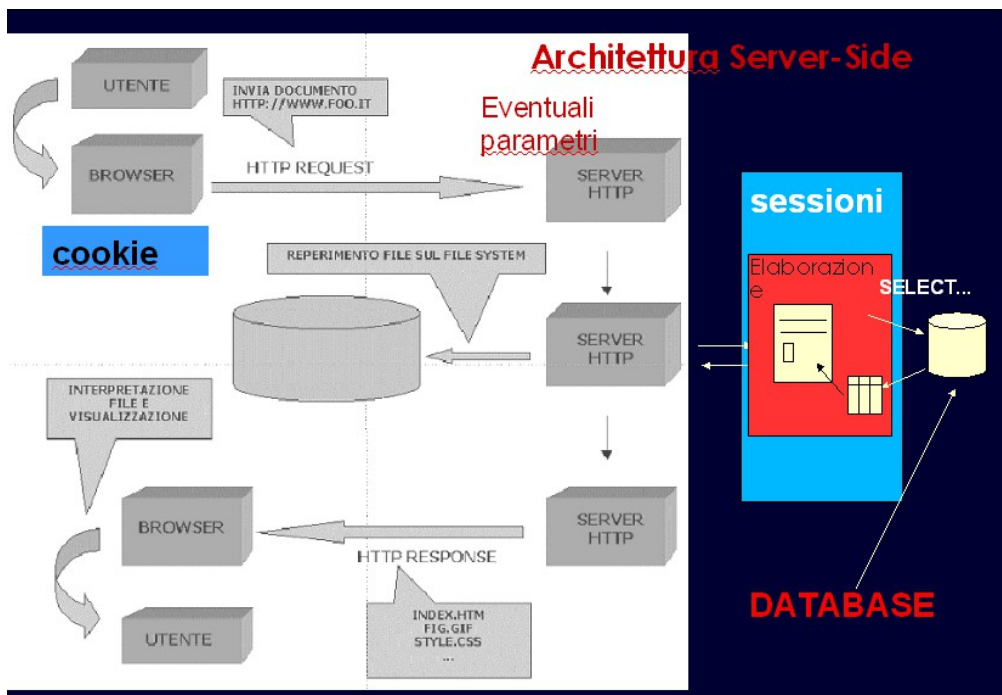 Architettura Server-Side
UTENTE
INVIA DOCUMENTO
HTTP://WWW.FOO.IT
Eventuali
parametri
BROWSER
HTTP REQUEST
SERVER
HTTP
cookie
REPERIMENTO FILE SUL FILE SYSTEM
SERVER
HTTP
sessioni
Elaborazion
e
SELECT...
INTERPRETAZIONE
FILE E
VISUALIZZAZIONE
BROWSER
HTTP RESPONSE
SERVER
HTTP
INDEX.HTM
FIG.GIF
STYLE.CSS
...
UTENTE
DATABASE